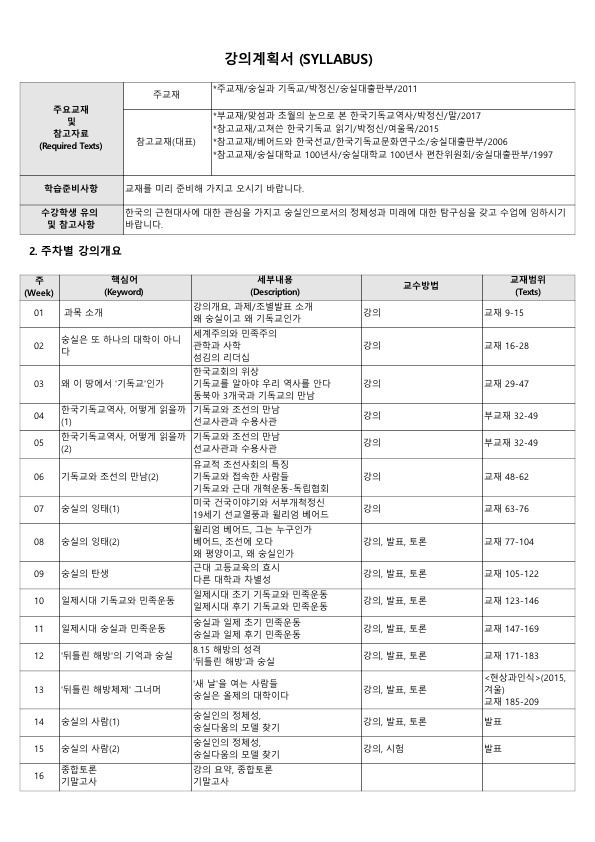 강의계획서 (SYLLABUS)
주요교재
및
참고자료
(Required Texts)
주교재
*주교재/숭실과 기독교/박정신/숭실대출판부/2011
참고교재(대표)
*부교재/맞섬과 초월의 눈으로 본 한국기독교역사/박정신/말/2017
*참고교재/고쳐쓴 한국기독교 읽기/박정신/여울목/2015
*참고교재/베어드와 한국선교/한국기독교문화연구소/숭실대출판부/2006
*참고교재/숭실대학교 100년사/숭실대학교 100년사 편찬위원회/숭실대출판부/1997
학습준비사항
교재를 미리 준비해 가지고 오시기 바랍니다.
수강학생 유의
및 참고사항
한국의 근현대사에 대한 관심을 가지고 숭실인으로서의 정체성과 미래에 대한 탐구심을 갖고 수업에 임하시기
바랍니다.
2. 주차별 강의개요
주
(Week)
핵심어
(Keyword)
세부내용
(Description)
교수방법
교재범위
(Texts)
01
과목 소개
강의개요, 과제/조별발표 소개
왜 숭실이고 왜 기독교인가
강의
교재 9-15
02
숭실은 또 하나의 대학이 아니
다
세계주의와 민족주의
관학과 사학
섬김의 리더십
강의
교재 16-28
03
왜 이 땅에서 '기독교'인가
한국교회의 위상
기독교를 알아야 우리 역사를 안다
동북아 3개국과 기독교의 만남
강의
교재 29-47
04
한국기독교역사, 어떻게 읽을까
(1)
기독교와 조선의 만남
선교사관과 수용사관
강의
부교재 32-49
05
한국기독교역사, 어떻게 읽을까
(2)
기독교와 조선의 만남
선교사관과 수용사관
강의
부교재 32-49
06
기독교와 조선의 만남(2)
유교적 조선사회의 특징
기독교와 접속한 사람들
기독교와 근대 개혁운동-독립협회
강의
교재 48-62
07
숭실의 잉태(1)
미국 건국이야기와 서부개척정신
19세기 선교열풍과 윌리엄 베어드
강의
교재 63-76
08
숭실의 잉태(2)
윌리엄 베어드, 그는 누구인가
베어드, 조선에 오다
왜 평양이고, 왜 숭실인가
강의, 발표, 토론
교재 77-104
09
숭실의 탄생
근대 고등교육의 효시
다른 대학과 차별성
강의, 발표, 토론
교재 105-122
10
일제시대 기독교와 민족운동
일제시대 초기 기독교와 민족운동
일제시대 후기 기독교와 민족운동
강의, 발표, 토론
교재 123-146
11
일제시대 숭실과 민족운동
숭실과 일제 초기 민족운동
숭실과 일제 후기 민족운동
강의, 발표, 토론
교재 147-169
12
'뒤틀린 해방'의 기억과 숭실
8.15 해방의 성격
'뒤틀린 해방'과 숭실
강의, 발표, 토론
교재 171-183
13
'뒤틀린 해방체제' 그너머
'새 날'을 여는 사람들
숭실은 올제의 대학이다
강의, 발표, 토론
<현상과인식>(2015,
겨울)
교재 185-209
14
숭실의 사람(1)
숭실인의 정체성,
숭실다움의 모델 찾기
강의, 발표, 토론
발표
15
숭실의 사람(2)
숭실인의 정체성,
숭실다움의 모델 찾기
강의, 시험
발표
16
종합토론
기말고사
강의 요약, 종합토론
기말고사